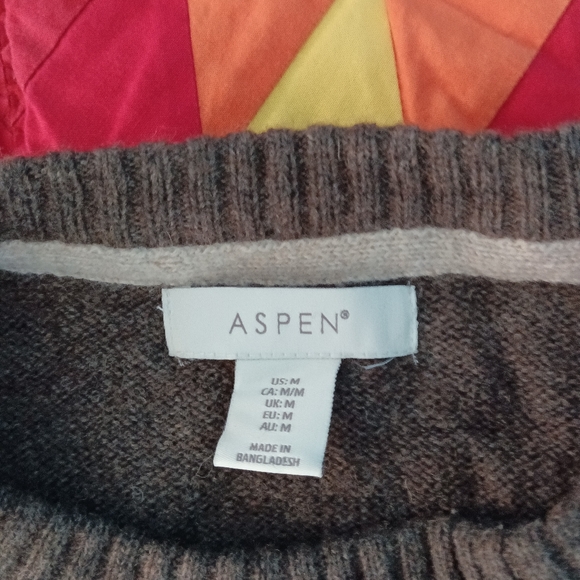 ASPEN®
US: M
CA: M/M
UK: M
EU: M
AU: M
MADE IN
BANGLADESH